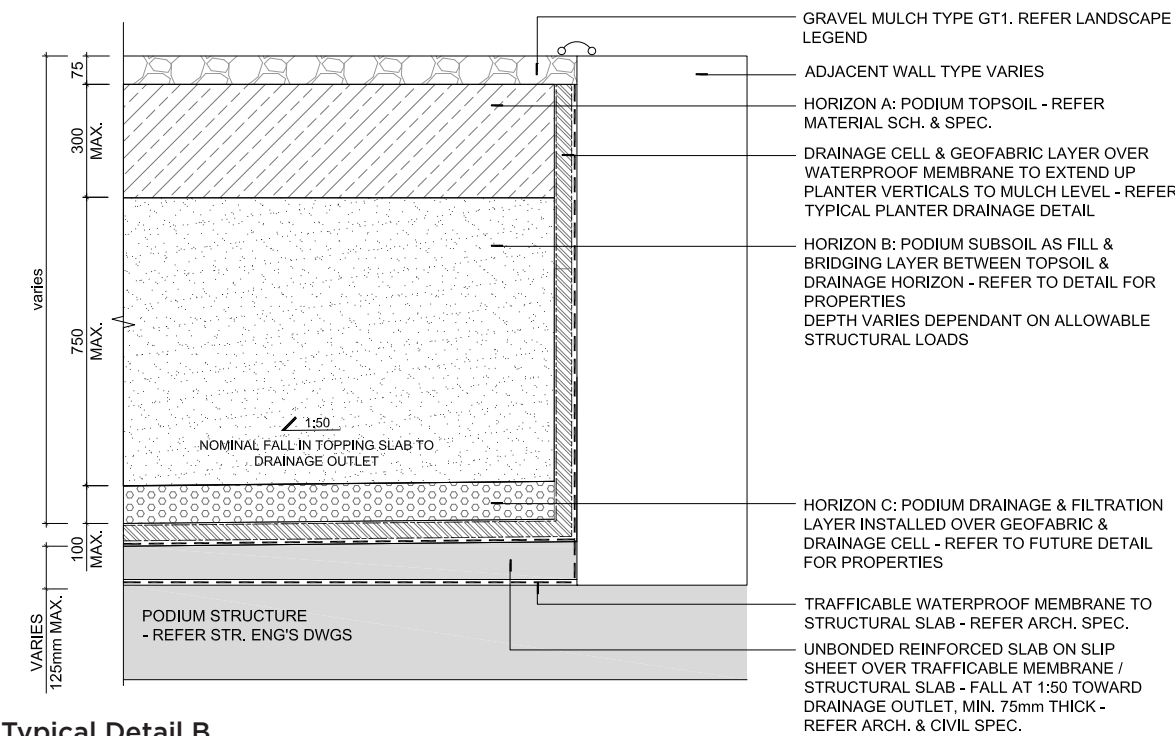 GRAVEL MULCH TYPE GT1. REFER LANDSCAPE
LEGEND
ADJACENT WALL TYPE VARIES
HORIZON A: PODIUM TOPSOIL - REFER
MATERIAL SCH. & SPEC.
DRAINAGE CELL & GEOFABRIC LAYER OVER
WATERPROOF MEMBRANE TO EXTEND UP
PLANTER VERTICALS TO MULCH LEVEL - REFER
TYPICAL PLANTER DRAINAGE DETAIL
HORIZON B: PODIUM SUBSOIL AS FILL &
BRIDGING LAYER BETWEEN TOPSOIL &
DRAINAGE HORIZON - REFER TO DETAIL FOR
PROPERTIES
DEPTH VARIES DEPENDANT ON ALLOWABLE
STRUCTURAL LOADS
HORIZON C: PODIUM DRAINAGE & FILTRATION
LAYER INSTALLED OVER GEOFABRIC &
DRAINAGE CELL - REFER TO FUTURE DETAIL
FOR PROPERTIES
TRAFFICABLE WATERPROOF MEMBRANE TO
STRUCTURAL SLAB - REFER ARCH. SPEC.
UNBONDED REINFORCED SLAB ON SLIP
SHEET OVER TRAFFICABLE MEMBRANE /
STRUCTURAL SLAB - FALL AT 1:50 TOWARD
DRAINAGE OUTLET, MIN. 75mm THICK -
REFER ARCH. & CIVIL SPEC.
75
300
MAX.
varies
750
MAX.
100
MAX.
VARIES
125mm MAX.
1:50
NOMINAL FALL IN TOPPING SLAB TO
DRAINAGE OUTLET
PODIUM STRUCTURE
- REFER STR. ENG'S DWGS
Typical Detail B